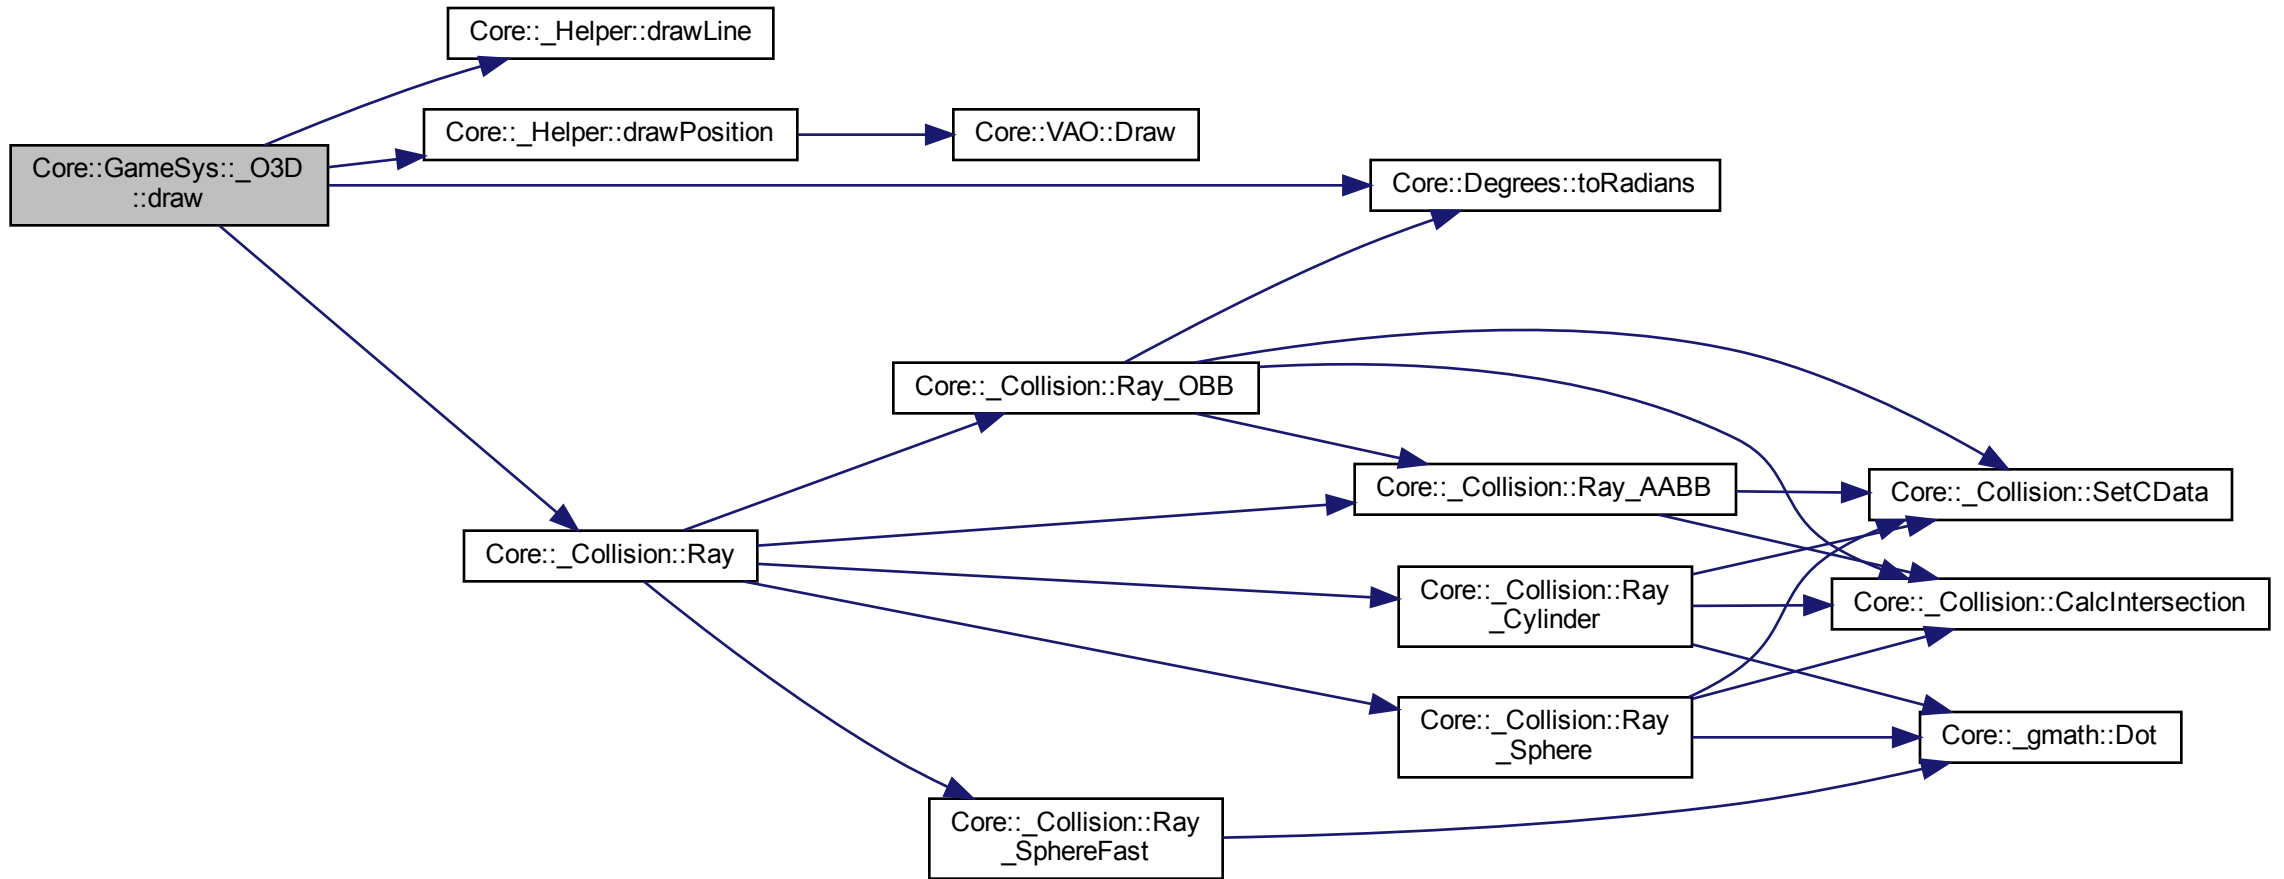 Core::_Helper::drawLine
Core::_Helper::drawPosition
Core::VAO::Draw
Core::GameSys::_O3D
::draw
Core::Degrees::toRadians
Core::_Collision::Ray_OBB
Core::_Collision::Ray_AABB
Core::_Collision::SetCData
Core::_Collision::Ray
Core::_Collision::Ray
_Cylinder
Core::_Collision::CalcIntersection
Core::_Collision::Ray
_Sphere
Core::_gmath::Dot
Core::_Collision::Ray
_SphereFast